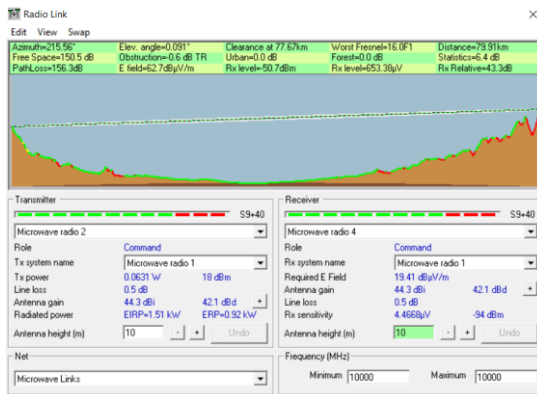 Radio Link
Edit View Swap
Azimuth=215.56° Elev. angle=0.091° Clearance at 77.67km Worst Fresnel=16.0F1 Distance=79.91km
Free Space=150.5 dB Obstruction=-0.6 dB TR Urban=0.0 dB Forest=0.0 dB Statistics=6.4 dB
PathLoss=156.3dB E field=62.7dBµV/m Rx level=-50.7dBm Rx level=653.38µV Rx Relative=43.3dB
Transmitter
S9+40
Microwave radio 2
Role Command
Tx system name Microwave radio 1
Tx power 0.0631 W 18 dBm
Line loss 0.5 dB
Antenna gain 44.3 dBi 42.1 dBd +
Radiated power EIRP=1.51 kW ERP=0.92 kW
Antenna height (m) 10 - + Undo
Receiver
S9+40
Microwave radio 4
Role Command
Rx system name Microwave radio 1
Required E Field 19.41 dBµV/m
Antenna gain 44.3 dBi 42.1 dBd +
Line loss 0.5 dB
Rx sensitivity 4.4668µV -94 dBm
Antenna height (m) 10 - + Undo
Net
Microwave Links
Frequency (MHz)
Minimum 10000 Maximum 10000